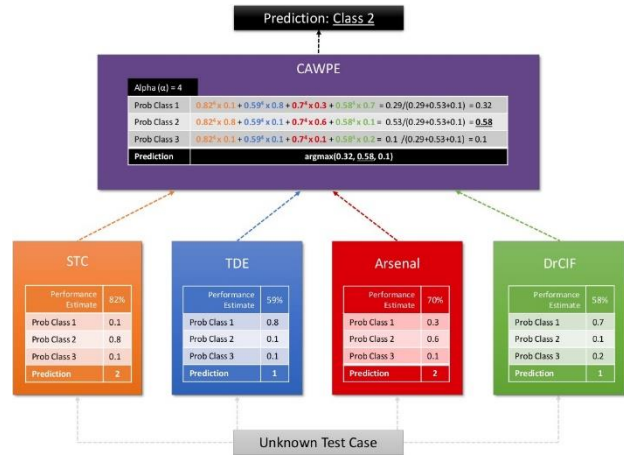 Prediction: Class 2
CAWPE
Alpha (α) = 4
Prob Class 1 0.82⁴ x 0.1 + 0.59⁴ x 0.8 + 0.7⁴ x 0.3 + 0.58⁴ x 0.7 = 0.29/(0.29+0.53+0.1) = 0.32
Prob Class 2 0.82⁴ x 0.8 + 0.59⁴ x 0.1 + 0.7⁴ x 0.6 + 0.58⁴ x 0.1 = 0.53/(0.29+0.53+0.1) = 0.58
Prob Class 3 0.82⁴ x 0.1 + 0.59⁴ x 0.1 + 0.7⁴ x 0.1 + 0.58⁴ x 0.2 = 0.1 /(0.29+0.53+0.1) = 0.1
Prediction argmax(0.32, 0.58, 0.1)
STC
Performance Estimate 82%
Prob Class 1 0.1
Prob Class 2 0.8
Prob Class 3 0.1
Prediction 2
TDE
Performance Estimate 59%
Prob Class 1 0.8
Prob Class 2 0.1
Prob Class 3 0.1
Prediction 1
Arsenal
Performance Estimate 70%
Prob Class 1 0.3
Prob Class 2 0.6
Prob Class 3 0.1
Prediction 2
DrCIF
Performance Estimate 58%
Prob Class 1 0.7
Prob Class 2 0.1
Prob Class 3 0.2
Prediction 1
Unknown Test Case